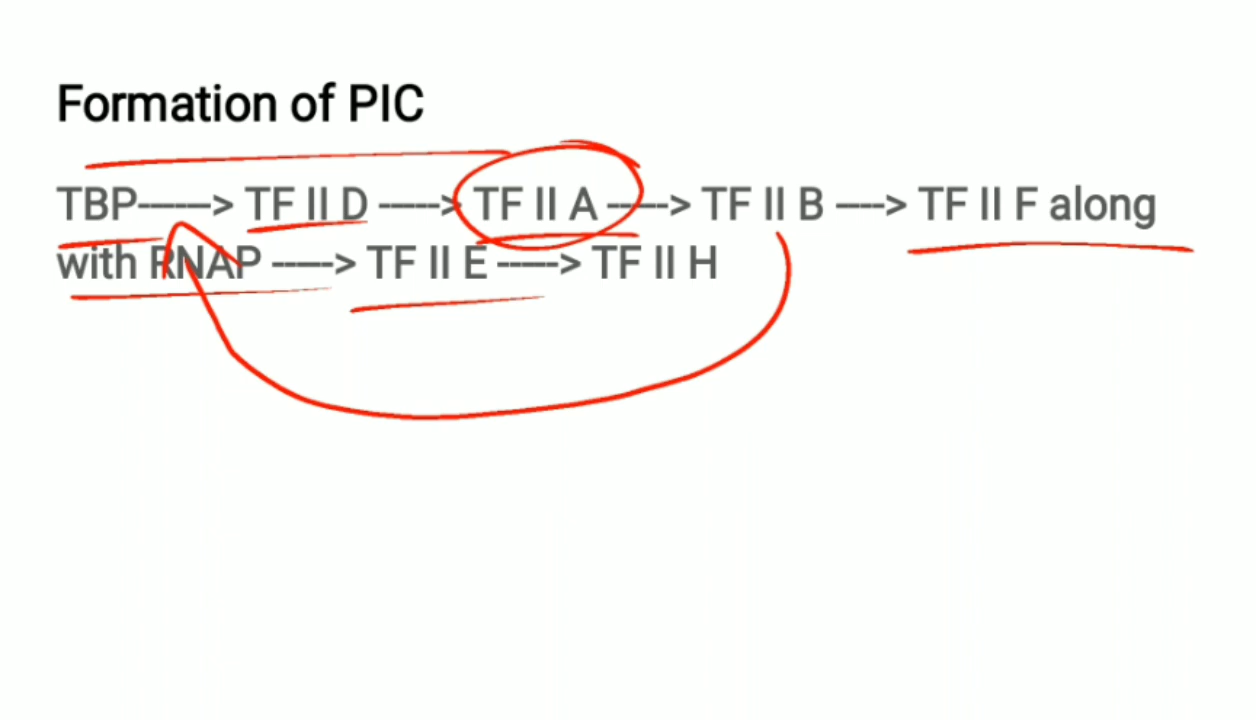 Formation of PIC
TBP------> TF II D -----> TF II A -----> TF II B ----> TF II F along
with RNAP -----> TF II E -----> TF II H